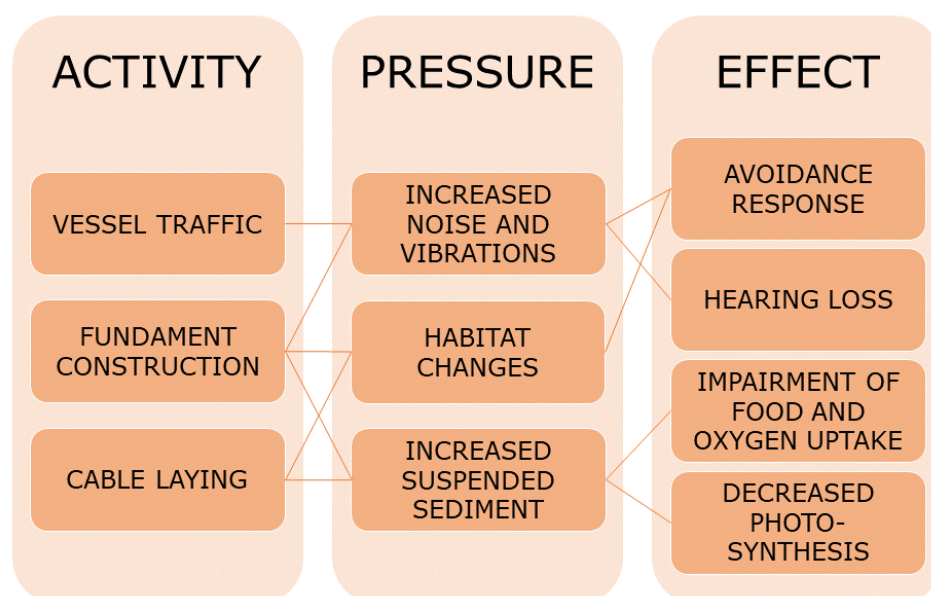 ACTIVITY
VESSEL TRAFFIC
FUNDAMENT
CONSTRUCTION
CABLE LAYING
PRESSURE
INCREASED
NOISE AND
VIBRATIONS
HABITAT
CHANGES
INCREASED
SUSPENDED
SEDIMENT
EFFECT
AVOIDANCE
RESPONSE
HEARING LOSS
IMPAIRMENT OF
FOOD AND
OXYGEN UPTAKE
DECREASED
PHOTO-
SYNTHESIS